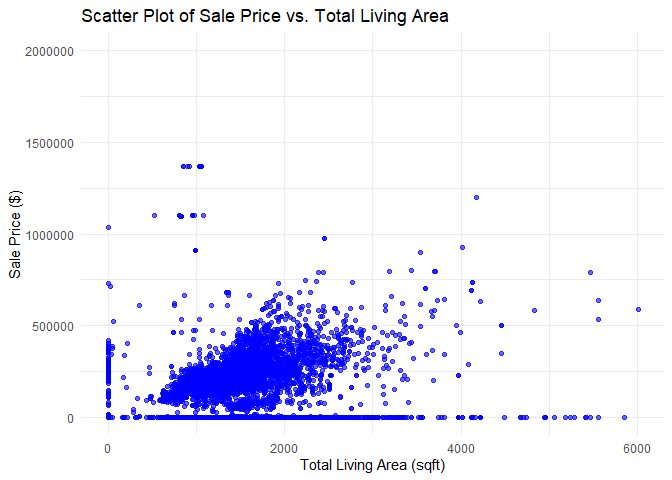 Scatter Plot of Sale Price vs. Total Living Area
2000000
1500000
1000000
500000
0
Sale Price ($)
0 2000 4000 6000
Total Living Area (sqft)